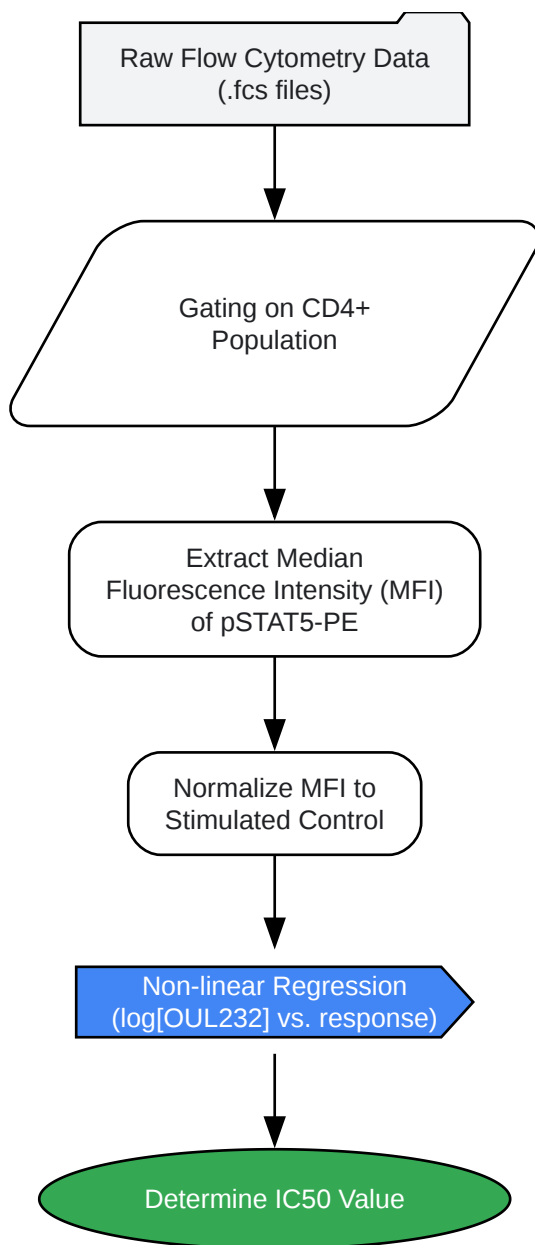 Raw Flow Cytometry Data
(.fcs files)
Gating on CD4+
Population
Extract Median
Fluorescence Intensity (MFI)
of pSTAT5-PE
Normalize MFI to
Stimulated Control
Non-linear Regression
(log[OUL232] vs. response)
Determine IC50 Value